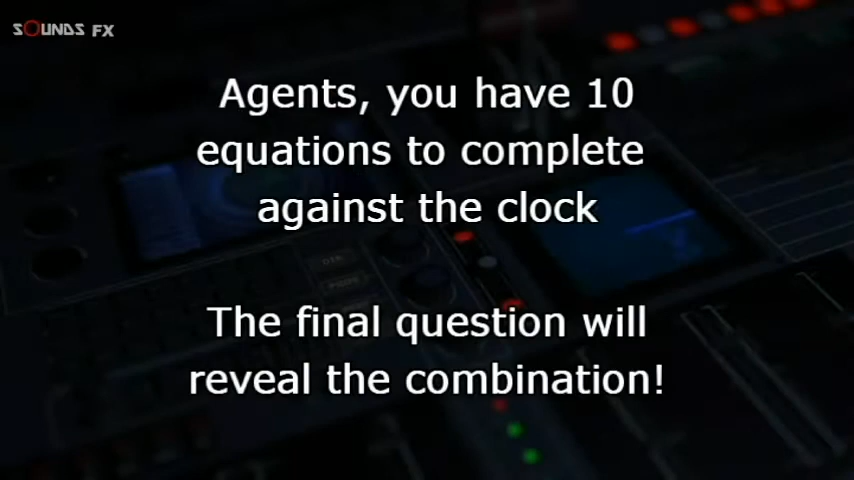 SOUNDS FX
Agents, you have 10
equations to complete
against the clock
The final question will
reveal the combination!